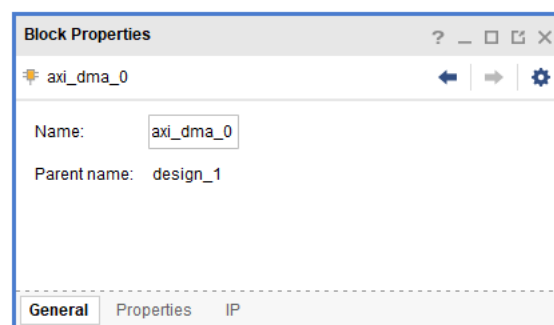 Block Properties
axi_dma_0
Name: axi_dma_0
Parent name: design_1
General Properties IP